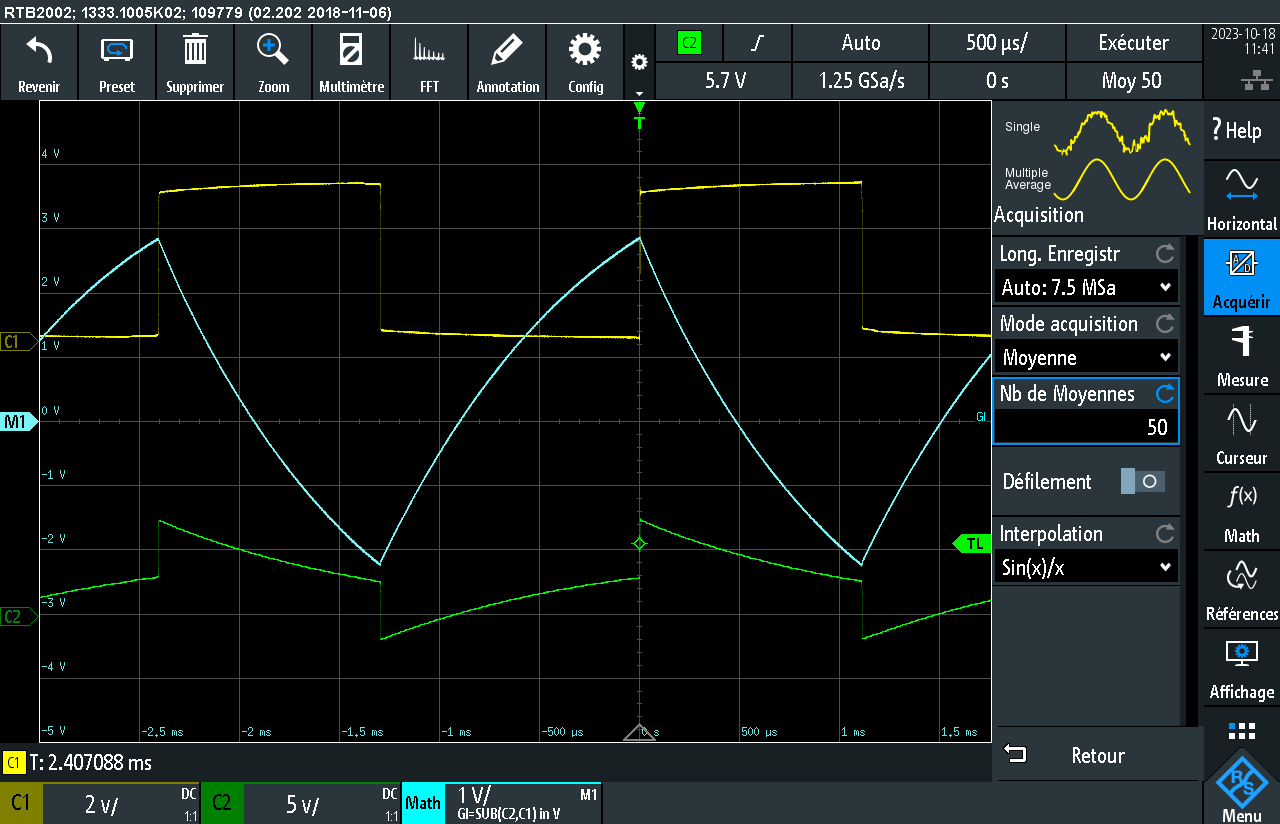 RTB2002; 1333.1005K02; 109779 (02.202 2018-11-06)
Revenir
Preset
Supprimer
Zoom
Multimètre
FFT
Annotation
Config
C2
Auto
500 µs/
Exécuter
5.7 V
1.25 GSa/s
0 s
Moy 50
2023-10-18
11:41
T
4 V
3 V
2 V
1 V
0 V
-1 V
-2 V
-3 V
-4 V
-5 V
C1
M1
C2
GI
TL
-2.5 ms
-2 ms
-1.5 ms
-1 ms
-500 µs
0 s
500 µs
1 ms
1.5 ms
Single
Multiple
Average
Acquisition
Long. Enregistr
Auto: 7.5 MSa
Mode acquisition
Moyenne
Nb de Moyennes
50
Défilement
Interpolation
Sin(x)/x
Retour
? Help
Horizontal
A/D
Acquérir
Mesure
Curseur
f(x)
Math
Références
Affichage
R/S
Menu
C1 T: 2.407088 ms
C1 2 V/ DC 1:1
C2 5 V/ DC 1:1
Math 1 V/ M1
GI=SUB(C2,C1) in V